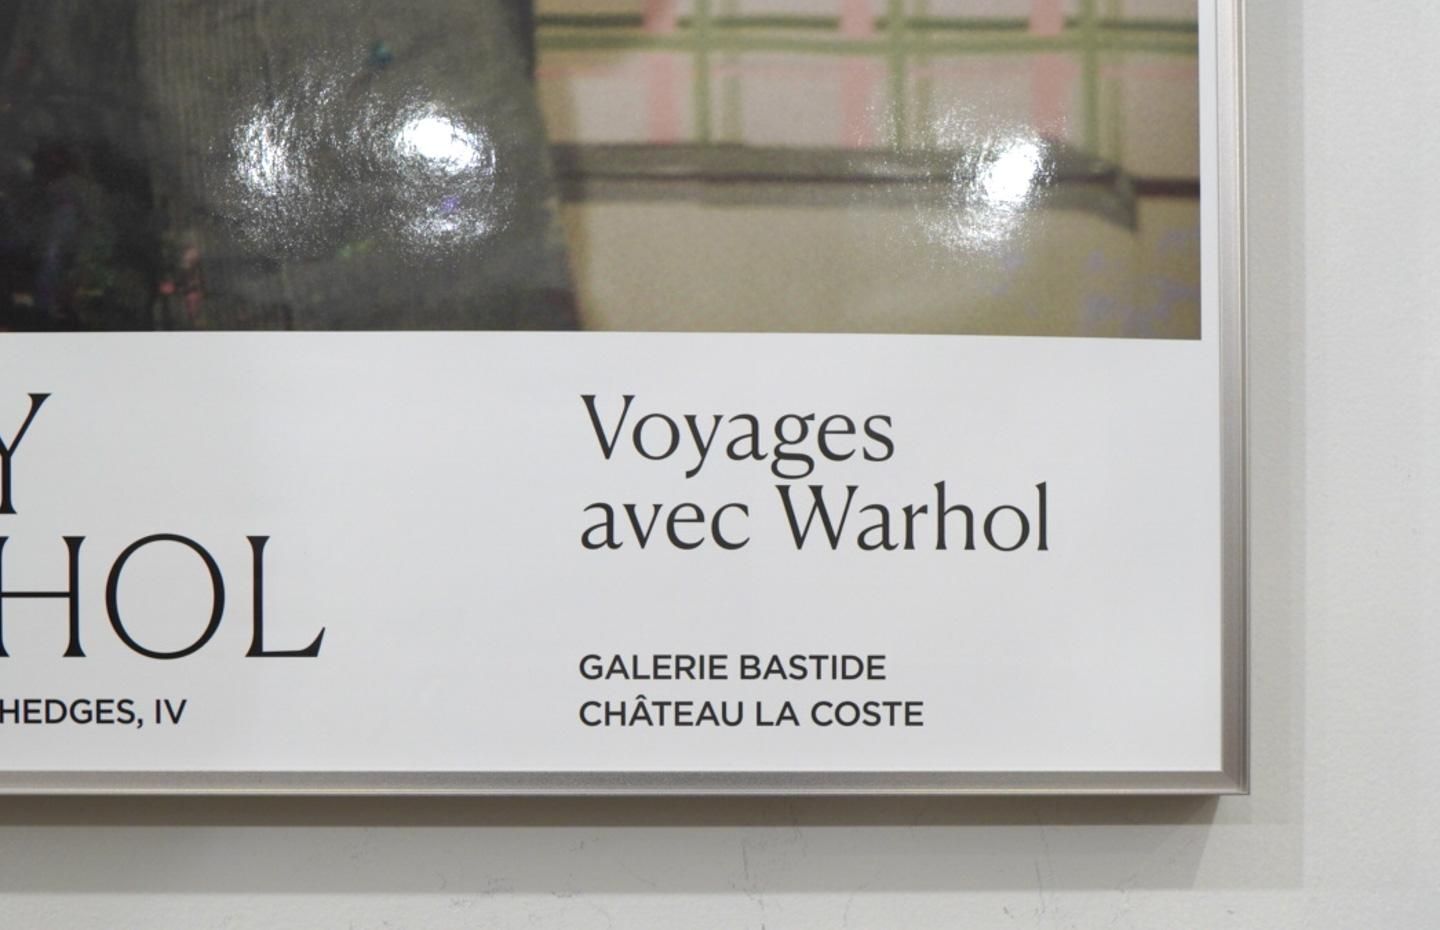 Y
HOL
HEDGES, IV
Voyages
avec Warhol
GALERIE BASTIDE
CHÂTEAU LA COSTE